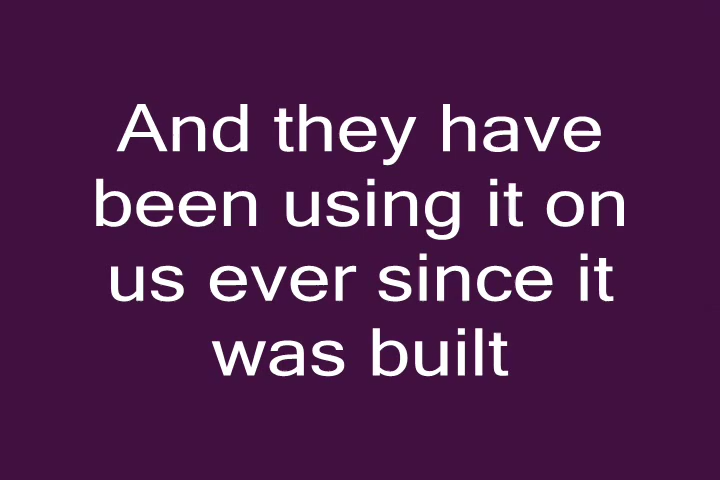 And they have
been using it on
us ever since it
was built